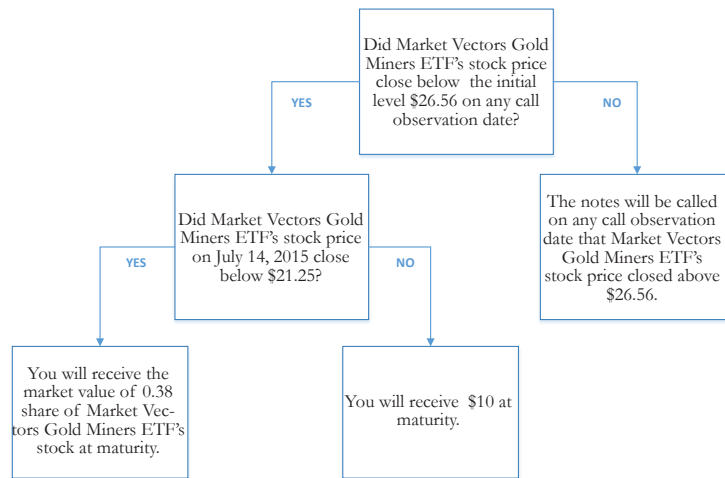 Did Market Vectors Gold
Miners ETF's stock price
close below the initial
level $26.56 on any call
observation date?
YES
NO
Did Market Vectors Gold
Miners ETF's stock price
on July 14, 2015 close
below $21.25?
The notes will be called
on any call observation
date that Market Vectors
Gold Miners ETF's
stock price closed above
$26.56.
YES
NO
You will receive the
market value of 0.38
share of Market Vec-
tors Gold Miners ETF's
stock at maturity.
You will receive $10 at
maturity.